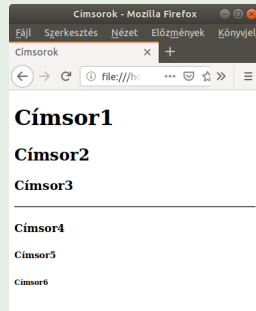 Címsorok - Mozilla Firefox
Fájl Szerkesztés Nézet Előzmények Könyvjel
Címsorok
file:///ho
Címsor1
Címsor2
Címsor3
Címsor4
Címsor5
Címsor6